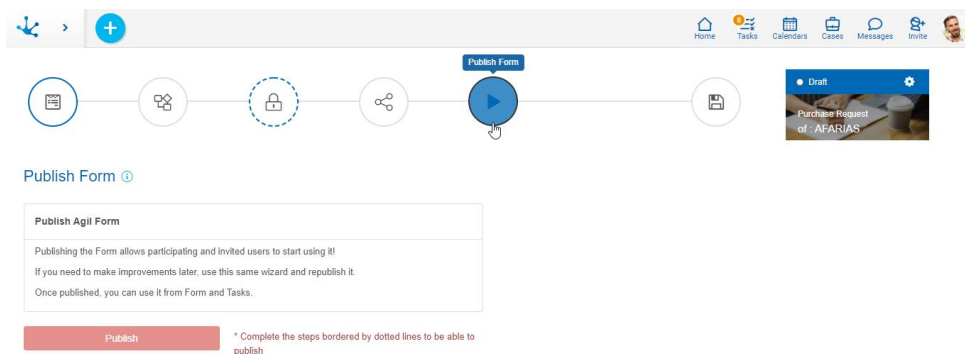 8
Home
Tasks
Calendars
Cases
Messages
Invite
Publish Form
Draft
Purchase Request
of : AFARIAS
Publish Form
Publish Agil Form
Publishing the Form allows participating and invited users to start using it!
If you need to make improvements later, use this same wizard and republish it.
Once published, you can use it from Form and Tasks.
Publish
* Complete the steps bordered by dotted lines to be able to
publish